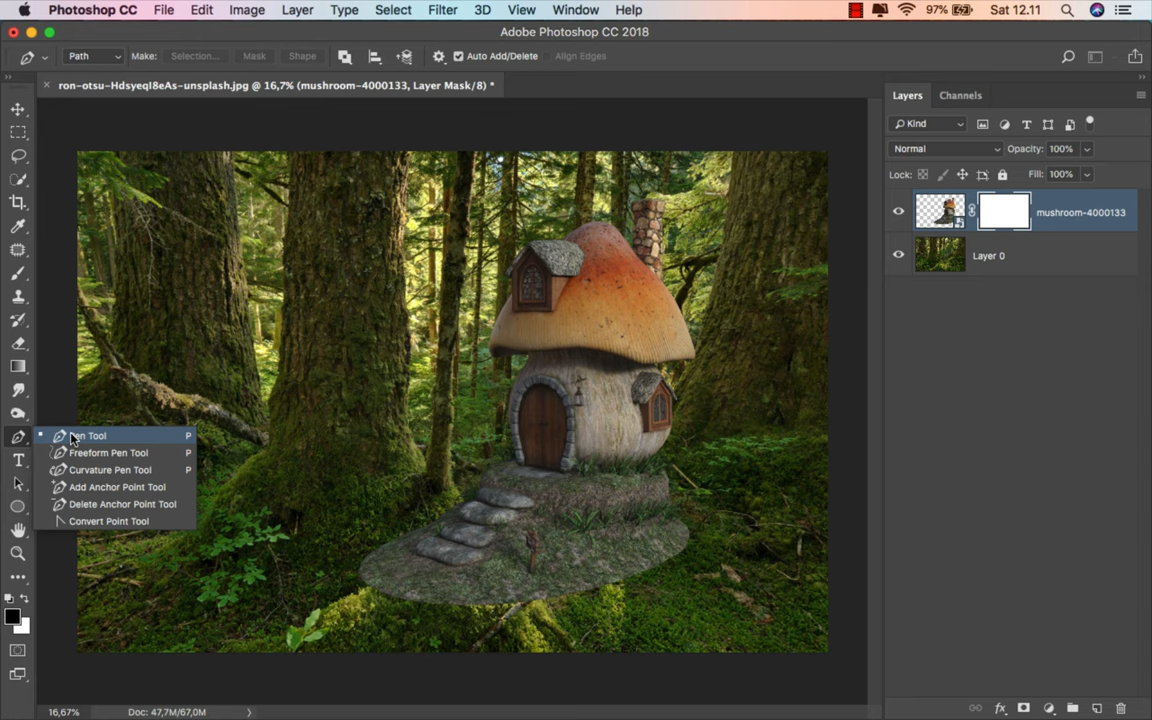 Photoshop CC File Edit Image Layer Type Select Filter 3D View Window Help 97% Sat 12.11
Adobe Photoshop CC 2018
Path Make: Selection... Mask Shape Auto Add/Delete Align Edges
ron-otsu-HdsyeqI8eAs-unsplash.jpg @ 16,7% (mushroom-4000133, Layer Mask/8) *
Layers Channels
Kind
Normal Opacity: 100%
Lock: Fill: 100%
mushroom-4000133
Layer 0
Pen Tool P
Freeform Pen Tool P
Curvature Pen Tool P
Add Anchor Point Tool
Delete Anchor Point Tool
Convert Point Tool
16,67% Doc: 47,7M/67,0M